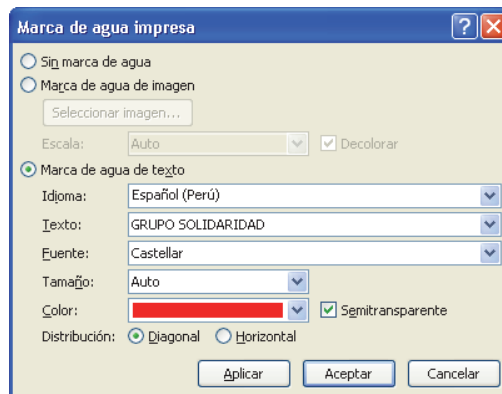 Marca de agua impresa
Sin marca de agua
Marca de agua de imagen
Seleccionar imagen...
Escala: Auto Decolorar
Marca de agua de texto
Idioma: Español (Perú)
Texto: GRUPO SOLIDARIDAD
Fuente: Castellar
Tamaño: Auto
Color: Semitransparente
Distribución: Diagonal Horizontal
Aplicar Aceptar Cancelar